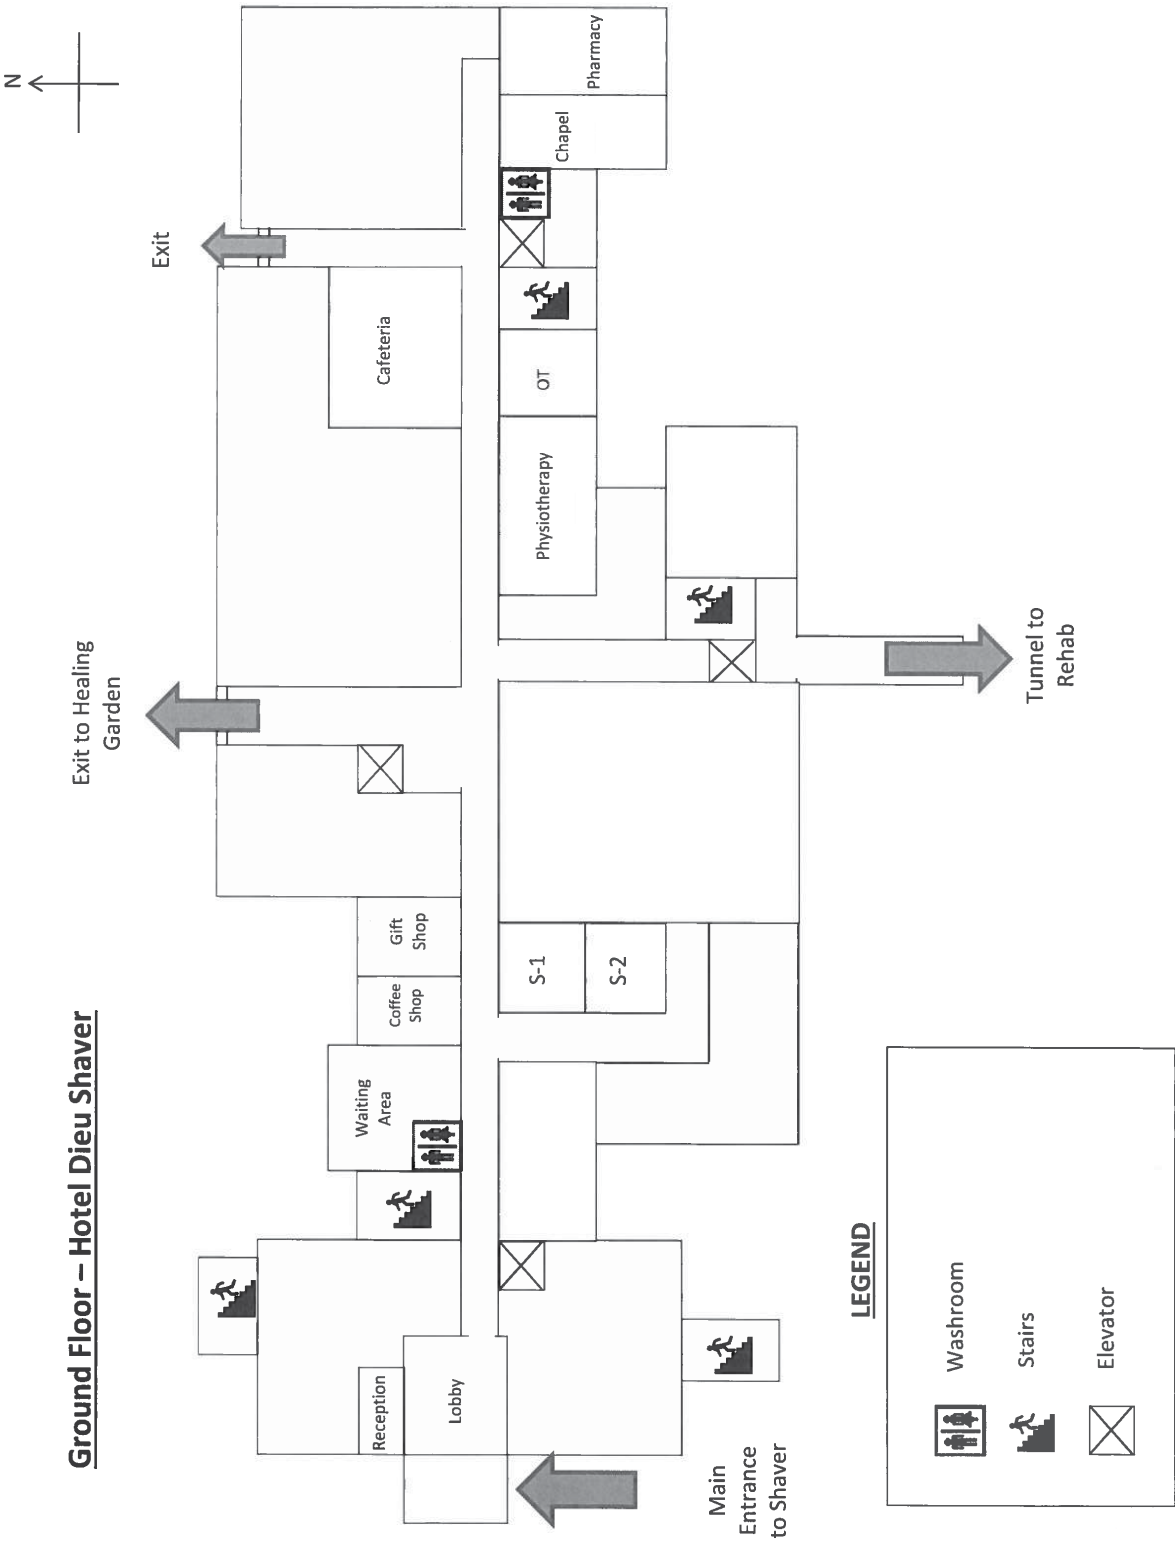 Ground Floor – Hotel Dieu Shaver
N
Exit to Healing
Garden
Exit
Reception
Lobby
Waiting
Area
Coffee
Shop
Gift
Shop
Cafeteria
S-1
S-2
Physiotherapy
OT
Chapel
Pharmacy
Main
Entrance
to Shaver
Tunnel to
Rehab
LEGEND
Washroom
Stairs
Elevator